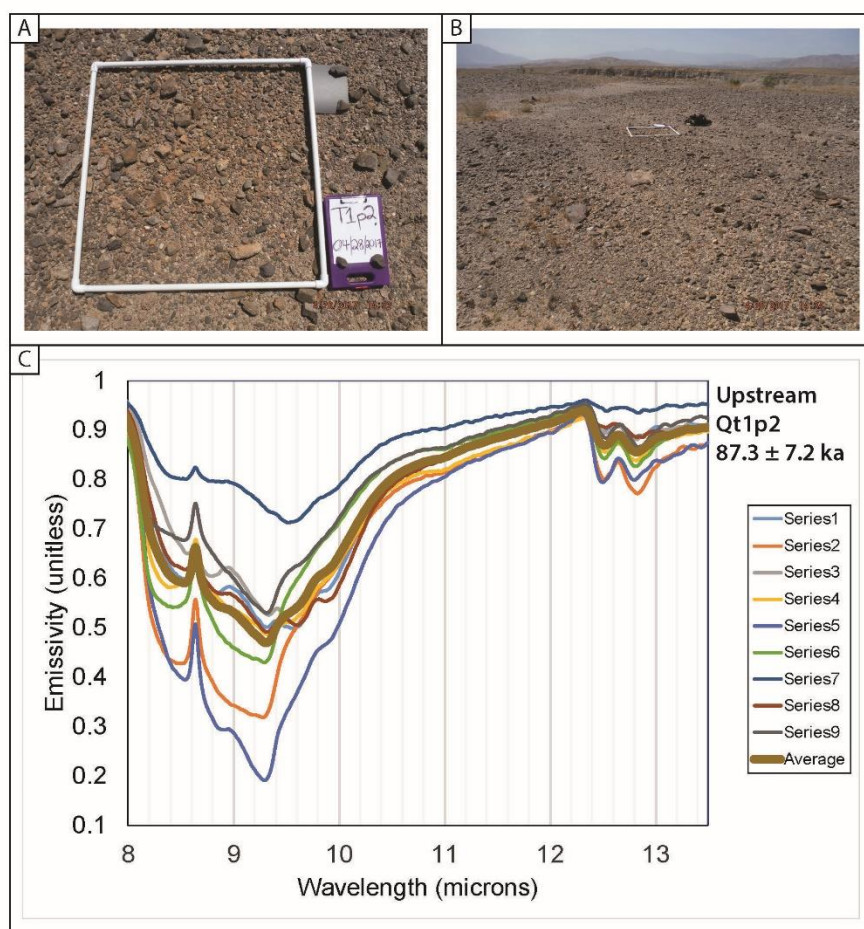 A
B
T1p2
04/28/2017
C
1
0.9
0.8
0.7
0.6
0.5
0.4
0.3
0.2
0.1
Emissivity (unitless)
8
9
10
11
12
13
Wavelength (microns)
Upstream
Qt1p2
87.3 ± 7.2 ka
Series1
Series2
Series3
Series4
Series5
Series6
Series7
Series8
Series9
Average